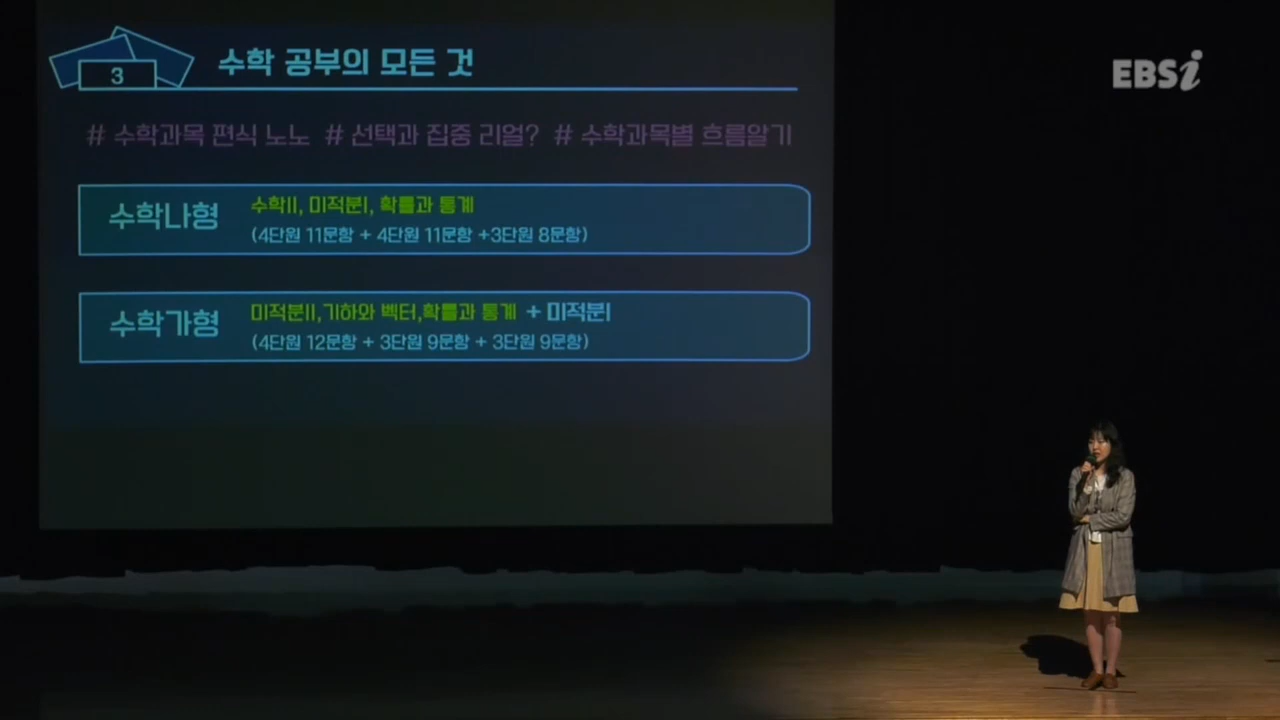 3
수학 공부의 모든 것
EBSi
# 수학과목 편식 노노 # 선택과 집중 리얼? # 수학과목별 흐름알기
수학나형
수학II, 미적분I, 확률과 통계
(4단원 11문항 + 4단원 11문항 +3단원 8문항)
수학가형
미적분II,기하와 벡터,확률과 통계 + 미적분I
(4단원 12문항 + 3단원 9문항 + 3단원 9문항)